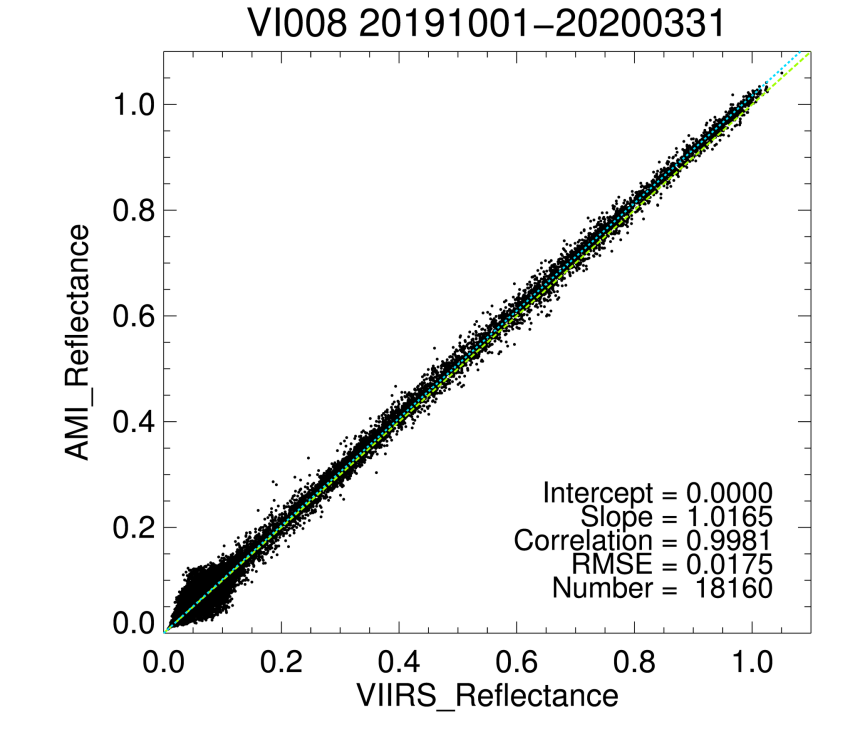 VI008 20191001−20200331
AMI_Reflectance
1.0
0.8
0.6
0.4
0.2
0.0
Intercept = 0.0000
Slope = 1.0165
Correlation = 0.9981
RMSE = 0.0175
Number = 18160
0.0 0.2 0.4 0.6 0.8 1.0
VIIRS_Reflectance